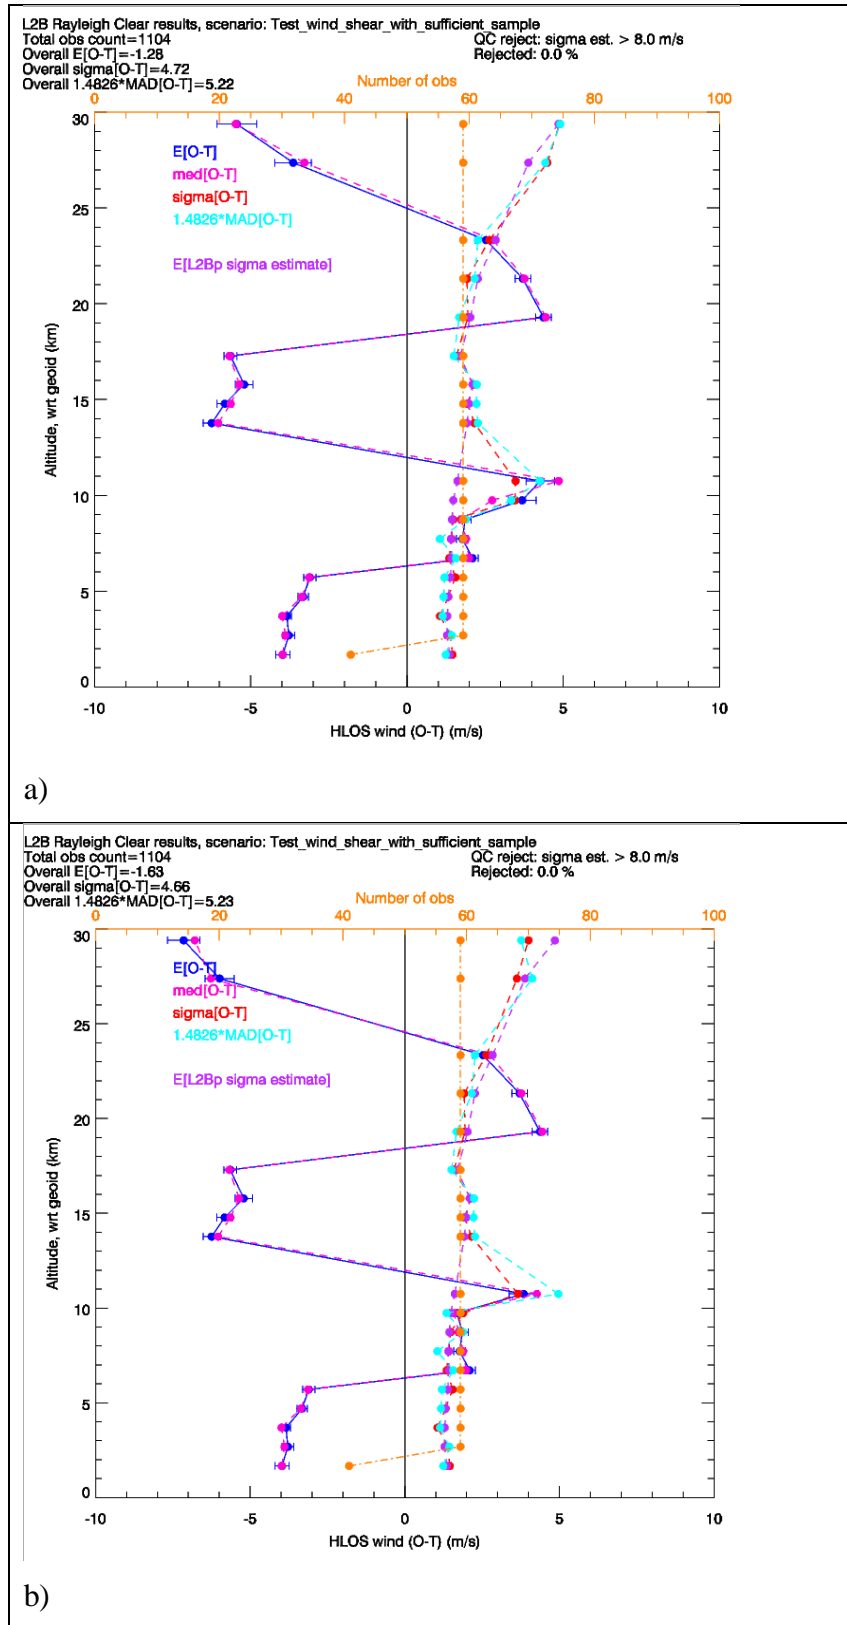 L2B Rayleigh Clear results, scenario: Test_wind_shear_with_sufficient_sample
Total obs count=1104
QC reject: sigma est. > 8.0 m/s
Overall E[O-T]=-1.28
Rejected: 0.0 %
Overall sigma[O-T]=4.72
Overall 1.4826*MAD[O-T]=5.22
Number of obs
0 20 40 60 80 100
30
25
20
15
10
5
0
Altitude, wrt geoid (km)
E[O-T]
med[O-T]
sigma[O-T]
1.4826*MAD[O-T]
E[L2Bp sigma estimate]
-10 -5 0 5 10
HLOS wind (O-T) (m/s)
a)
L2B Rayleigh Clear results, scenario: Test_wind_shear_with_sufficient_sample
Total obs count=1104
QC reject: sigma est. > 8.0 m/s
Overall E[O-T]=-1.63
Rejected: 0.0 %
Overall sigma[O-T]=4.66
Overall 1.4826*MAD[O-T]=5.23
Number of obs
0 20 40 60 80 100
30
25
20
15
10
5
0
Altitude, wrt geoid (km)
E[O-T]
med[O-T]
sigma[O-T]
1.4826*MAD[O-T]
E[L2Bp sigma estimate]
-10 -5 0 5 10
HLOS wind (O-T) (m/s)
b)